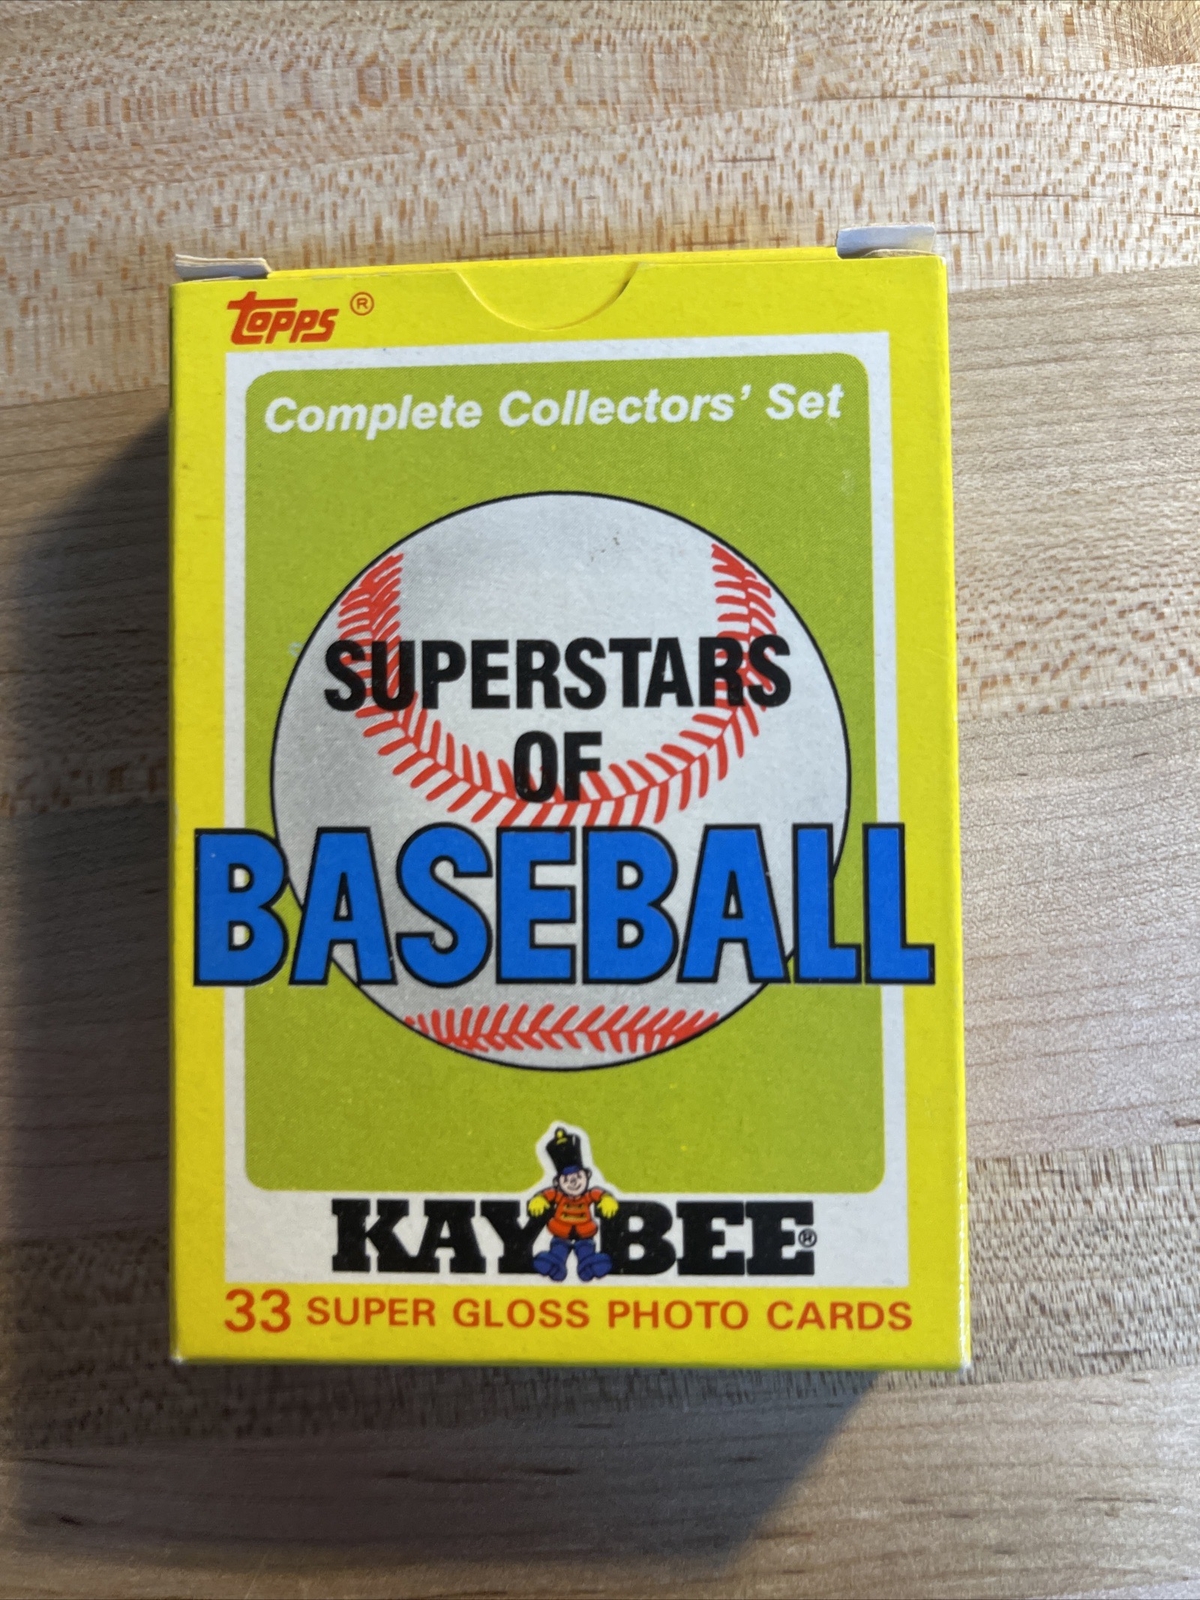 Topps®
Complete Collectors' Set
SUPERSTARS
OF
BASEBALL
KAY BEE®
33 SUPER GLOSS PHOTO CARDS